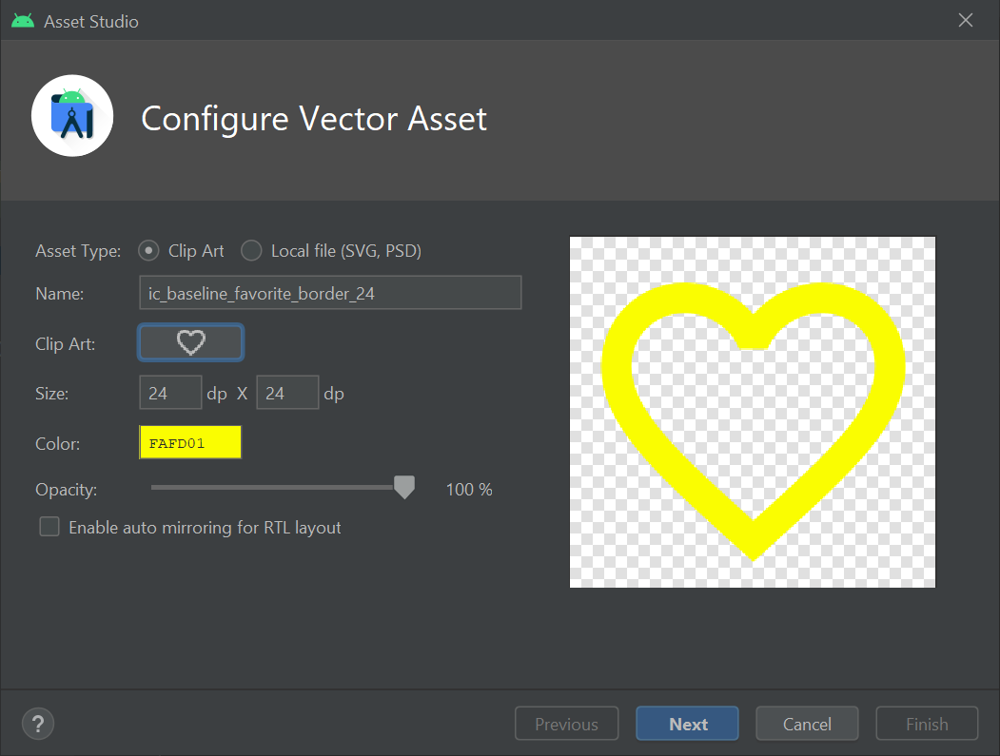 Asset Studio
Configure Vector Asset
Asset Type: Clip Art Local file (SVG, PSD)
Name: ic_baseline_favorite_border_24
Clip Art:
Size: 24 dp X 24 dp
Color: FAFD01
Opacity: 100 %
Enable auto mirroring for RTL layout
? Previous Next Cancel Finish